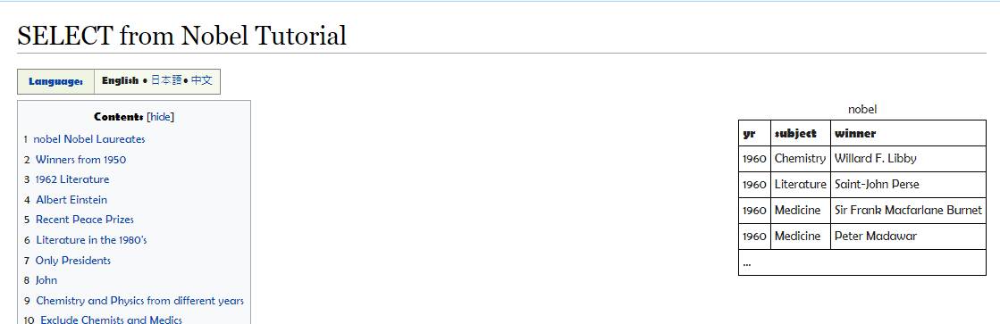 SELECT from Nobel Tutorial
Language: English • 日本語 • 中文
Contents [hide]
1 nobel Nobel Laureates
2 Winners from 1950
3 1962 Literature
4 Albert Einstein
5 Recent Peace Prizes
6 Literature in the 1980's
7 Only Presidents
8 John
9 Chemistry and Physics from different years
10 Exclude Chemists and Medics
nobel
yr subject winner
1960 Chemistry Willard F. Libby
1960 Literature Saint-John Perse
1960 Medicine Sir Frank Macfarlane Burnet
1960 Medicine Peter Madawar
...